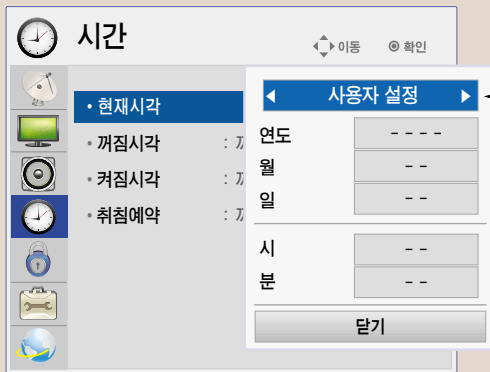 시간
이동 확인
• 현재시각
• 꺼짐시각 :
• 켜짐시각 :
• 취침예약 :
사용자 설정
연도 - - - -
월 - -
일 - -
시 - -
분 - -
닫기